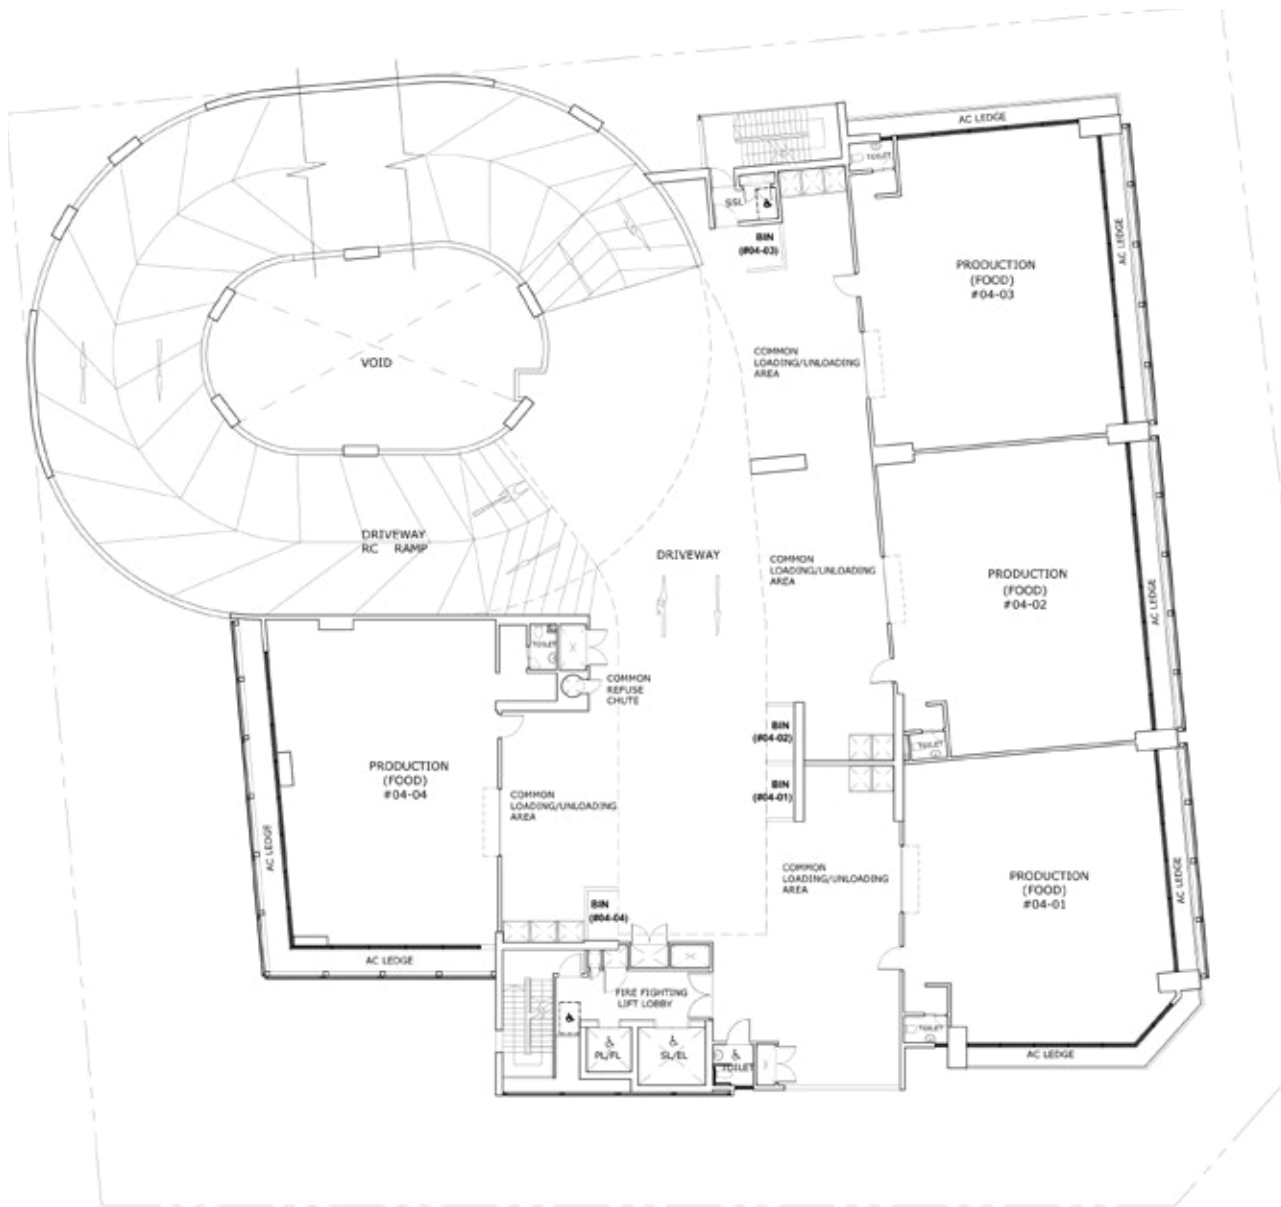 AC LEDGE
TOILET
SSL
BIN
(#04-03)
AC LEDGE
PRODUCTION
(FOOD)
#04-03
COMMON
LOADING/UNLOADING
AREA
VOID
DRIVEWAY
RC RAMP
DRIVEWAY
COMMON
LOADING/UNLOADING
AREA
PRODUCTION
(FOOD)
#04-02
AC LEDGE
TOILET
COMMON
REFUSE
CHUTE
BIN
(#04-02)
TOILET
PRODUCTION
(FOOD)
#04-04
BIN
(#04-01)
COMMON
LOADING/UNLOADING
AREA
AC LEDGE
COMMON
LOADING/UNLOADING
AREA
PRODUCTION
(FOOD)
#04-01
AC LEDGE
BIN
(#04-04)
AC LEDGE
FIRE FIGHTING
LIFT LOBBY
TOILET
PL/FL
SL/EL
TOILET
AC LEDGE